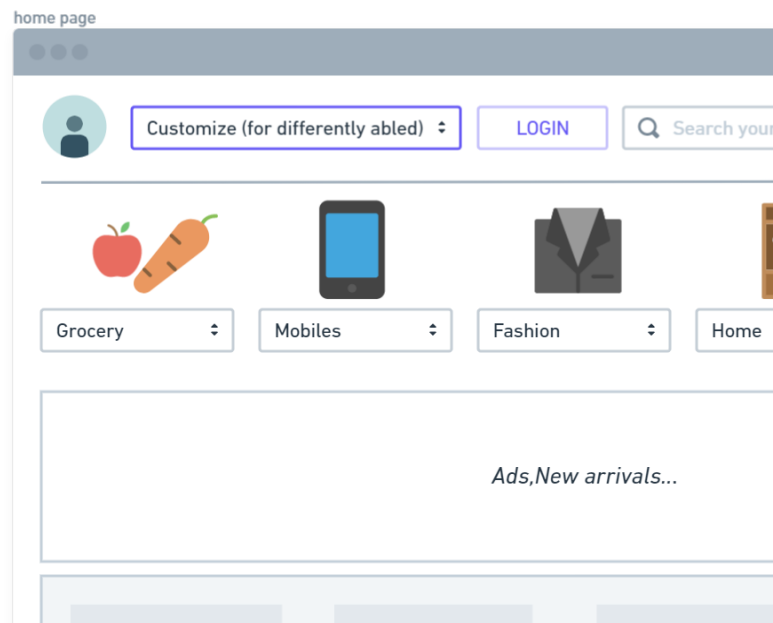 home page
Customize (for differently abled)
LOGIN
Search your
Grocery
Mobiles
Fashion
Home
Ads,New arrivals...